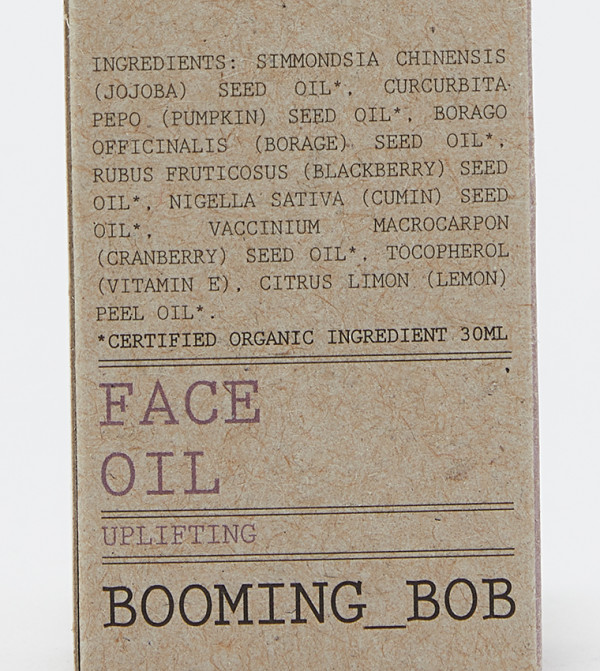 INGREDIENTS: SIMMONDSIA CHINENSIS
(JOJOBA) SEED OIL*, CURCURBITA
PEPO (PUMPKIN) SEED OIL*, BORAGO
OFFICINALIS (BORAGE) SEED OIL*,
RUBUS FRUTICOSUS (BLACKBERRY) SEED
OIL*, NIGELLA SATIVA (CUMIN) SEED
OIL*, VACCINIUM MACROCARPON
(CRANBERRY) SEED OIL*, TOCOPHEROL
(VITAMIN E), CITRUS LIMON (LEMON)
PEEL OIL*.
*CERTIFIED ORGANIC INGREDIENT 30ML
FACE
OIL
UPLIFTING
BOOMING_BOB